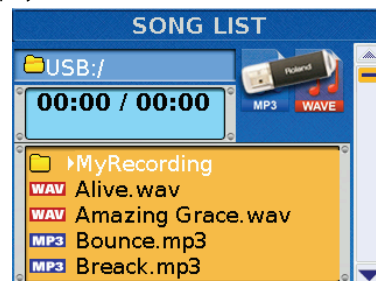 SONG LIST
USB:/
Roland
00:00 / 00:00
MP3 WAVE
MyRecording
WAV Alive.wav
WAV Amazing Grace.wav
MP3 Bounce.mp3
MP3 Breack.mp3